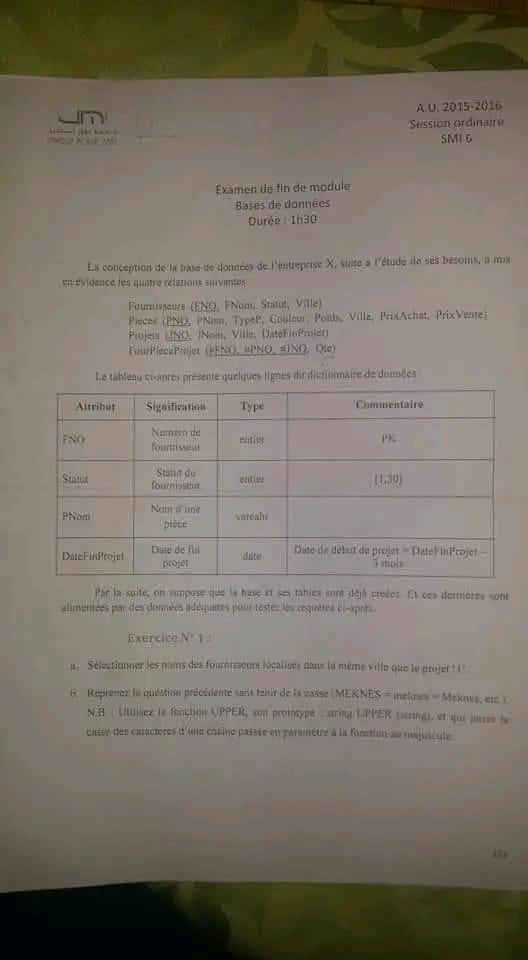 A.U. 2015-2016
Session ordinaire
SMI 6
Examen de fin de module
Bases de données
Durée : 1h30
La conception de la base de données de l'entreprise X, suite à l'étude de ses besoins, a mis
en évidence les quatre relations suivantes
Fournisseurs (FNO, FNom, Statut, Ville)
Pieces (PNO, PNom, TypeP, Couleur, Poids, Ville, PrixAchat, PrixVente)
Projets (JNO, JNom, Ville, DateFinProjet)
FourPieceProjet (#FNO, #PNO, #JNO, Qte)
Le tableau ci-après présente quelques lignes du dictionnaire de données
Attribut Signification Type Commentaire
FNO Numéro de fournisseur entier PK
Statut Statut du fournisseur entier [1,30]
PNom Nom d'une pièce varcahr
DateFinProjet Date de fin projet date Date de début de projet = DateFinProjet – 3 mois
Par la suite, on suppose que la base et ses tables sont déjà créées. Et ces dernières sont
alimentées par des données adéquates pour tester les requêtes ci-après.
Exercice N° 1 :
a. Sélectionner les noms des fournisseurs localisés dans la même ville que le projet '1'.
b. Reprenez la question précédente sans tenir de la casse (MEKNES = meknes = Meknes, etc.).
N.B. : Utilisez la fonction UPPER, son prototype : string UPPER (string), et qui passe la
casse des caractères d'une chaîne passée en paramètre à la fonction au majuscule.